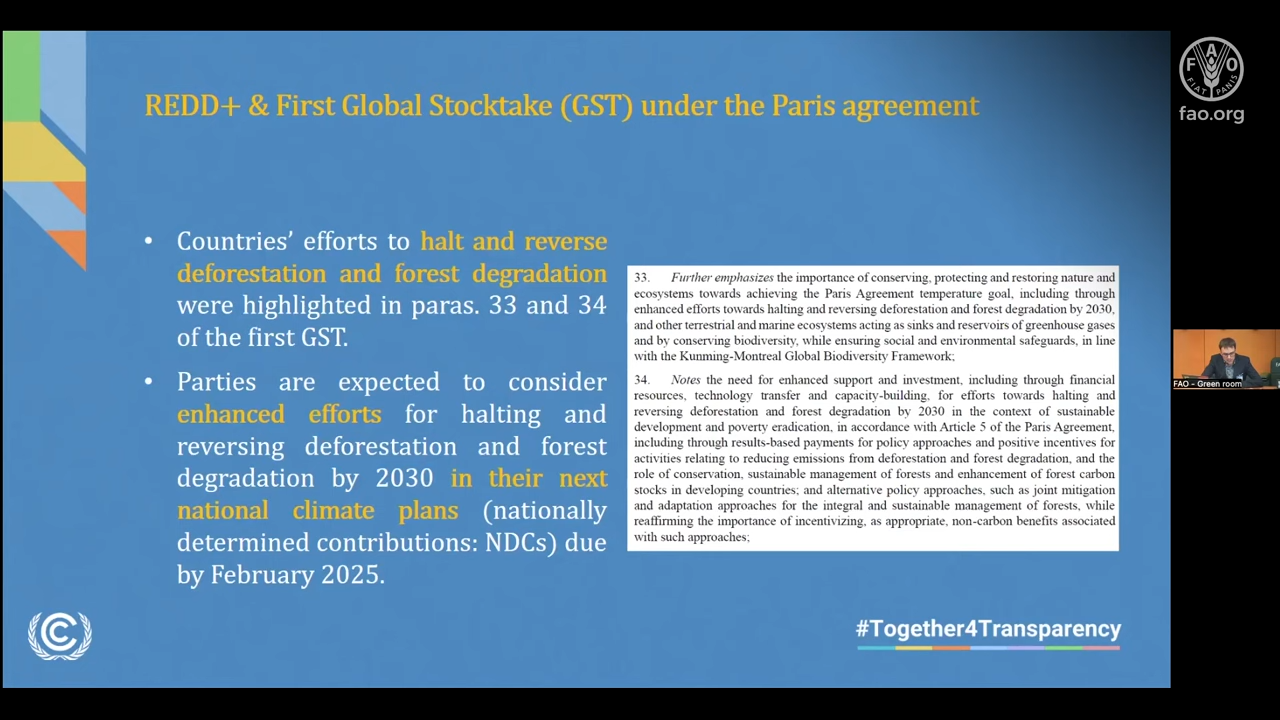 REDD+ & First Global Stocktake (GST) under the Paris agreement
• Countries’ efforts to halt and reverse
deforestation and forest degradation
were highlighted in paras. 33 and 34
of the first GST.
• Parties are expected to consider
enhanced efforts for halting and
reversing deforestation and forest
degradation by 2030 in their next
national climate plans (nationally
determined contributions: NDCs) due
by February 2025.
33. Further emphasizes the importance of conserving, protecting and restoring nature and
ecosystems towards achieving the Paris Agreement temperature goal, including through
enhanced efforts towards halting and reversing deforestation and forest degradation by 2030,
and other terrestrial and marine ecosystems acting as sinks and reservoirs of greenhouse gases
and by conserving biodiversity, while ensuring social and environmental safeguards, in line
with the Kunming-Montreal Global Biodiversity Framework;
34. Notes the need for enhanced support and investment, including through financial
resources, technology transfer and capacity-building, for efforts towards halting and
reversing deforestation and forest degradation by 2030 in the context of sustainable
development and poverty eradication, in accordance with Article 5 of the Paris Agreement,
including through results-based payments for policy approaches and positive incentives for
activities relating to reducing emissions from deforestation and forest degradation, and the
role of conservation, sustainable management of forests and enhancement of forest carbon
stocks in developing countries; and alternative policy approaches, such as joint mitigation
and adaptation approaches for the integral and sustainable management of forests, while
reaffirming the importance of incentivizing, as appropriate, non-carbon benefits associated
with such approaches;
#Together4Transparency
F A O
FIAT PANIS
fao.org
FAO - Green room